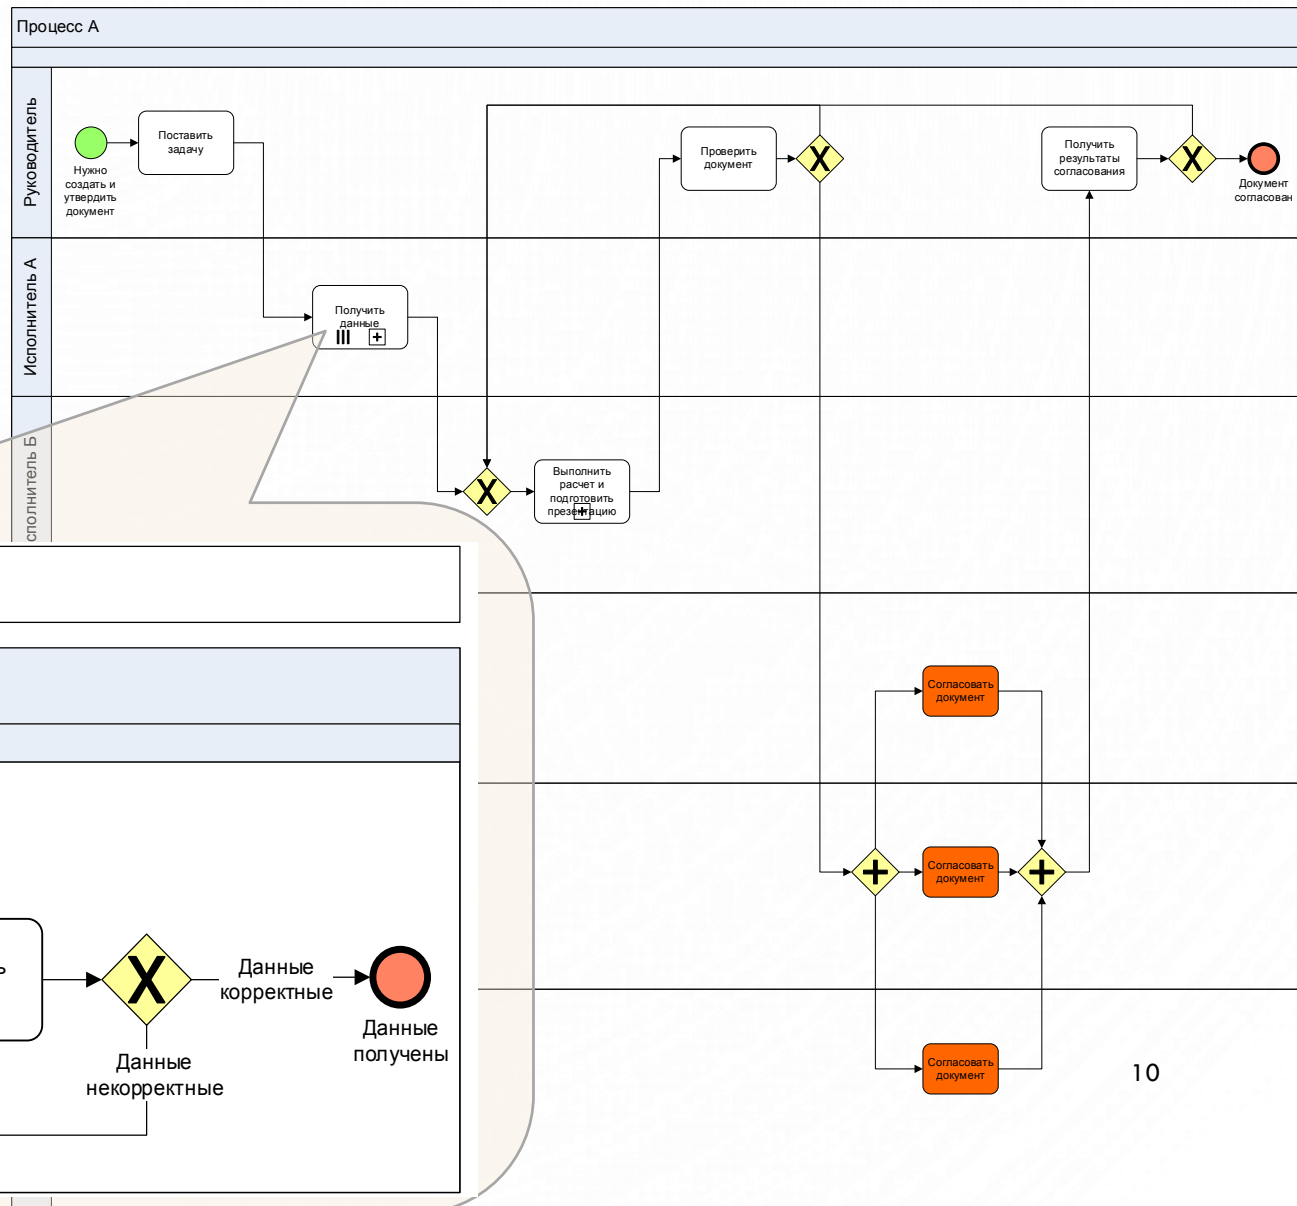 Процесс А
Руководитель
Нужно
создать и
утвердить
документ
Поставить
задачу
Проверить
документ
Получить
результаты
согласования
Документ
согласован
Исполнитель А
Получить
данные
сполнитель Б
Выполнить
расчет и
подготовить
презентацию
Согласовать
документ
Согласовать
документ
Согласовать
документ
Данные
корректные
Данные
получены
Данные
некорректные
10